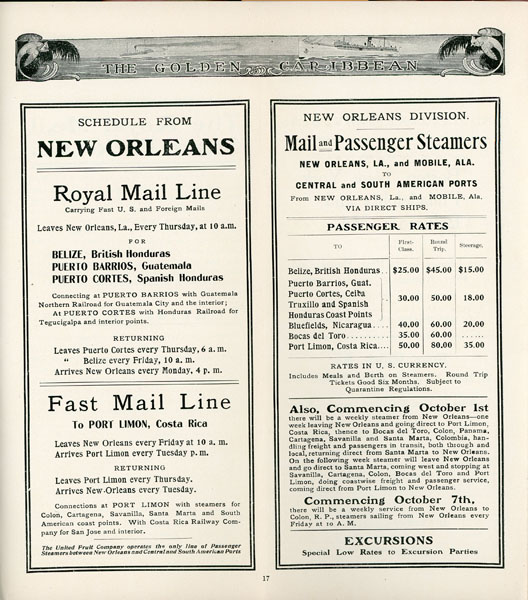 THE GOLDEN CARIBBEAN
SCHEDULE FROM
NEW ORLEANS
Royal Mail Line
Carrying Fast U. S. and Foreign Mails
Leaves New Orleans, La., Every Thursday, at 10 a.m.
FOR
BELIZE, British Honduras
PUERTO BARRIOS, Guatemala
PUERTO CORTES, Spanish Honduras
Connecting at PUERTO BARRIOS with Guatemala
Northern Railroad for Guatemala City and the interior;
At PUERTO CORTES with Honduras Railroad for
Tegucigalpa and interior points.
RETURNING
Leaves Puerto Cortes every Thursday, 6 a. m.
" Belize every Friday, 10 a. m.
Arrives New Orleans every Monday, 4 p. m.
Fast Mail Line
To PORT LIMON, Costa Rica
Leaves New Orleans every Friday at 10 a. m.
Arrives Port Limon every Tuesday p. m.
RETURNING
Leaves Port Limon every Thursday.
Arrives New Orleans every Tuesday.
Connections at PORT LIMON with steamers for
Colon, Cartagena, Savanilla, Santa Marta and South
American coast points. With Costa Rica Railway Com-
pany for San Jose and interior.
The United Fruit Company operates the only line of Passenger
Steamers between New Orleans and Central and South American Ports
NEW ORLEANS DIVISION.
Mail and Passenger Steamers
NEW ORLEANS, LA., and MOBILE, ALA.
TO
CENTRAL and SOUTH AMERICAN PORTS
From NEW ORLEANS, La., and MOBILE, Ala.
VIA DIRECT SHIPS.
PASSENGER RATES
TO First-Class. Round Trip. Steerage.
Belize, British Honduras . . $25.00 $45.00 $15.00
Puerto Barrios, Guat.
Puerto Cortes, Ceiba
Truxillo and Spanish
Honduras Coast Points
30.00 50.00 18.00
Bluefields, Nicaragua . . . . 40.00 60.00 20.00
Bocas del Toro . . . . . . . . 35.00 60.00 . . . . . .
Port Limon, Costa Rica . . . . 50.00 80.00 35.00
RATES IN U. S. CURRENCY.
Includes Meals and Berth on Steamers. Round Trip
Tickets Good Six Months. Subject to
Quarantine Regulations.
Also, Commencing October 1st
there will be a weekly steamer from New Orleans—one
week leaving New Orleans and going direct to Port Limon,
Costa Rica, thence to Bocas del Toro, Colon, Panama,
Cartagena, Savanilla and Santa Marta, Colombia, han-
dling freight and passengers in transit, both through and
local, returning direct from Santa Marta to New Orleans.
On the following week steamer will leave New Orleans
and go direct to Santa Marta, coming west and stopping at
Savanilla, Cartagena, Colon, Bocas del Toro and Port
Limon, doing coastwise freight and passenger service,
coming direct from Port Limon to New Orleans.
Commencing October 7th,
there will be a weekly service from New Orleans to
Colon, R. P., steamers sailing from New Orleans every
Friday at 10 A. M.
EXCURSIONS
Special Low Rates to Excursion Parties
17